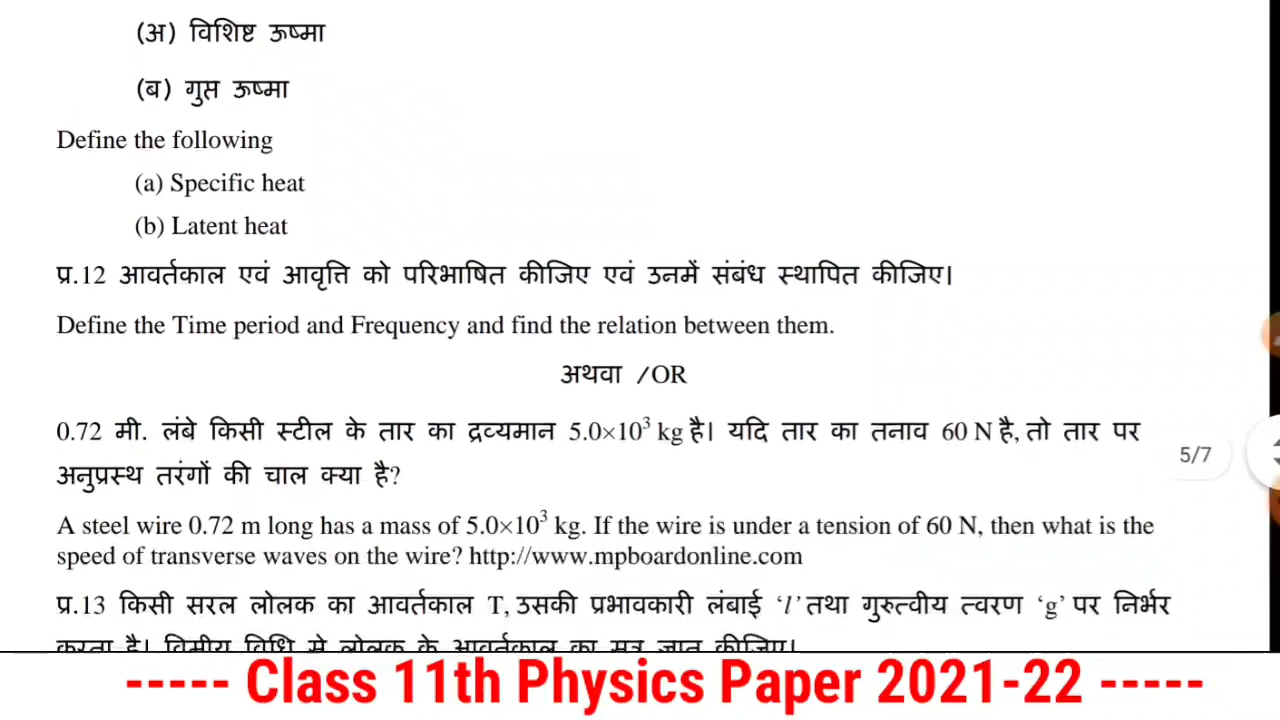 (अ) विशिष्ट ऊष्मा
(ब) गुप्त ऊष्मा
Define the following
(a) Specific heat
(b) Latent heat
प्र.12 आवर्तकाल एवं आवृत्ति को परिभाषित कीजिए एवं उनमें संबंध स्थापित कीजिए।
Define the Time period and Frequency and find the relation between them.
अथवा /OR
0.72 मी. लंबे किसी स्टील के तार का द्रव्यमान 5.0×10³ kg है। यदि तार का तनाव 60 N है, तो तार पर
अनुप्रस्थ तरंगों की चाल क्या है?
5/7
A steel wire 0.72 m long has a mass of 5.0×10³ kg. If the wire is under a tension of 60 N, then what is the
speed of transverse waves on the wire? http://www.mpboardonline.com
प्र.13 किसी सरल लोलक का आवर्तकाल T, उसकी प्रभावकारी लंबाई ‘l’ तथा गुरुत्वीय त्वरण ‘g’ पर निर्भर
करता है। विमीय विधि से लोलक के आवर्तकाल का सूत्र ज्ञात कीजिए।
----- Class 11th Physics Paper 2021-22 -----